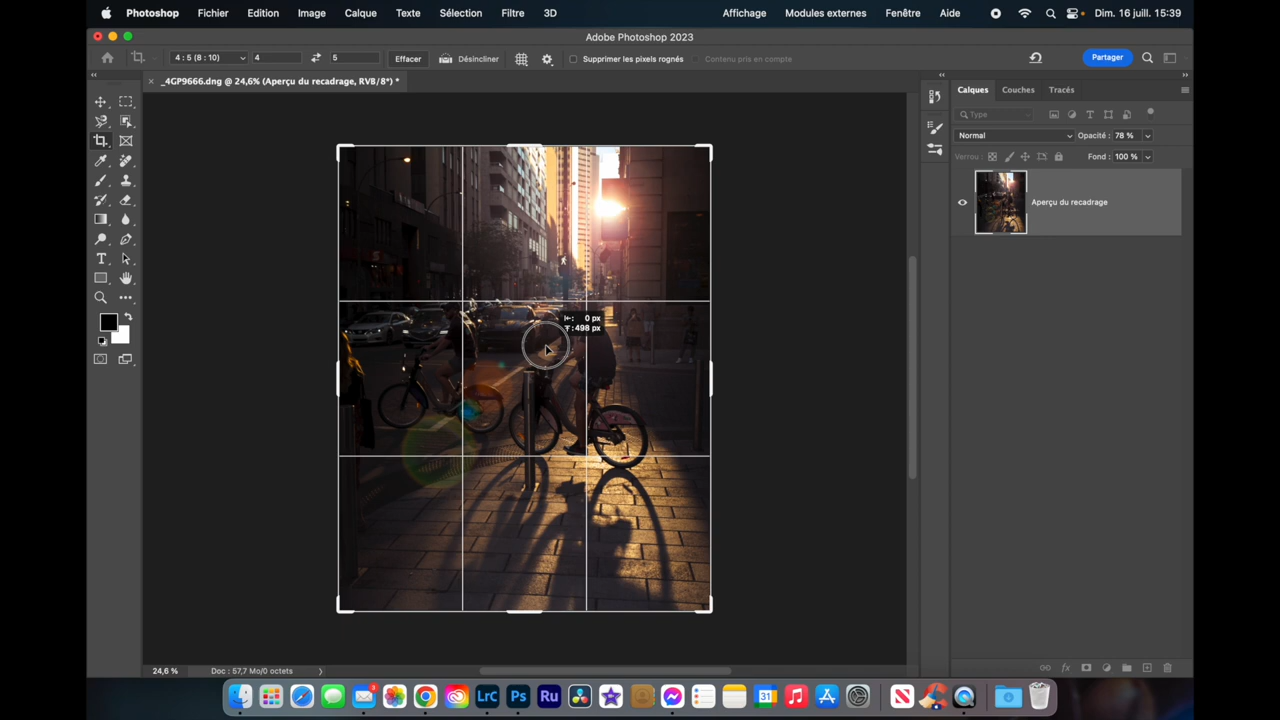 Photoshop Fichier Edition Image Calque Texte Sélection Filtre 3D Affichage Modules externes Fenêtre Aide Dim. 16 juill. 15:39
Adobe Photoshop 2023
4 : 5 (8 : 10) 4 5 Effacer Désincliner Supprimer les pixels rognés Contenu pris en compte Partager
_4GP9666.dng @ 24,6% (Aperçu du recadrage, RVB/8*) *
Calques Couches Tracés
Type
Normal Opacité : 78 %
Verrou : Fond : 100 %
Aperçu du recadrage
0 px
498 px
24,6 % Doc : 57,7 Mo/0 octets
LrC Ps Ru 31